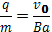 q/m = v₀/Ba